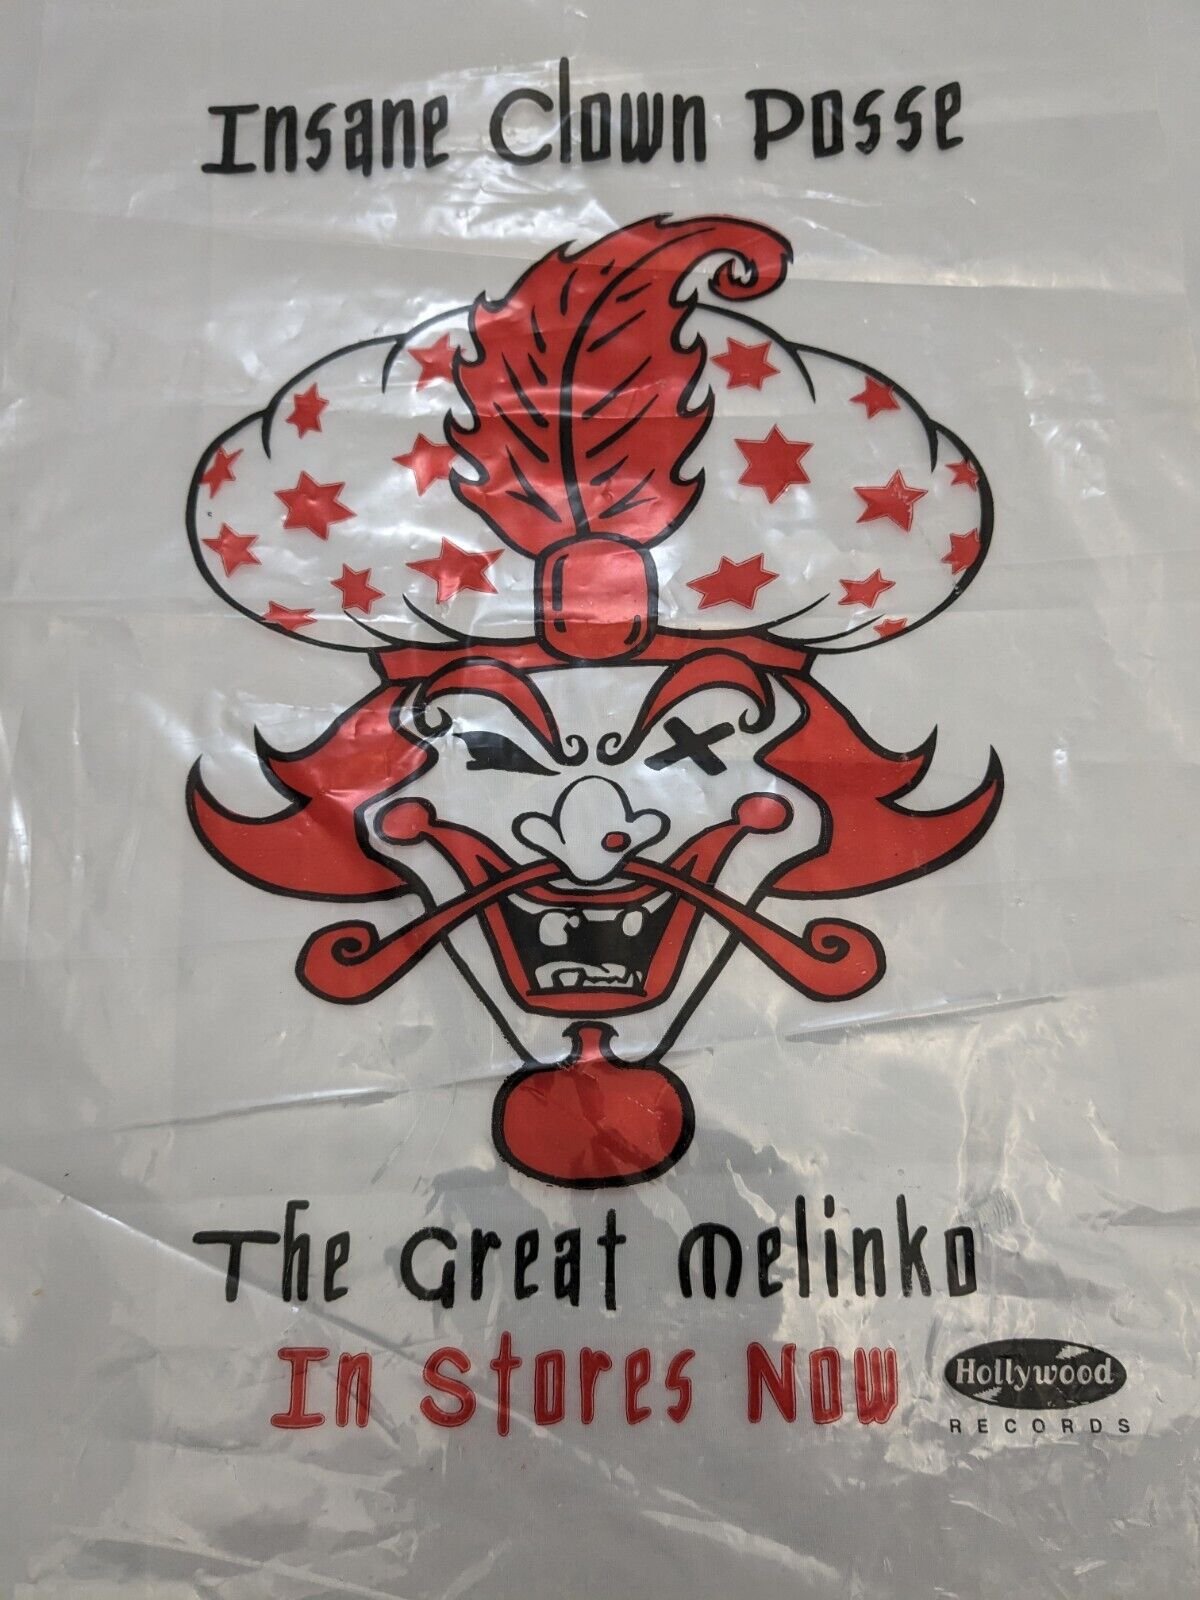 Insane Clown Posse
The Great Melinko
In Stores Now
Hollywood
RECORDS